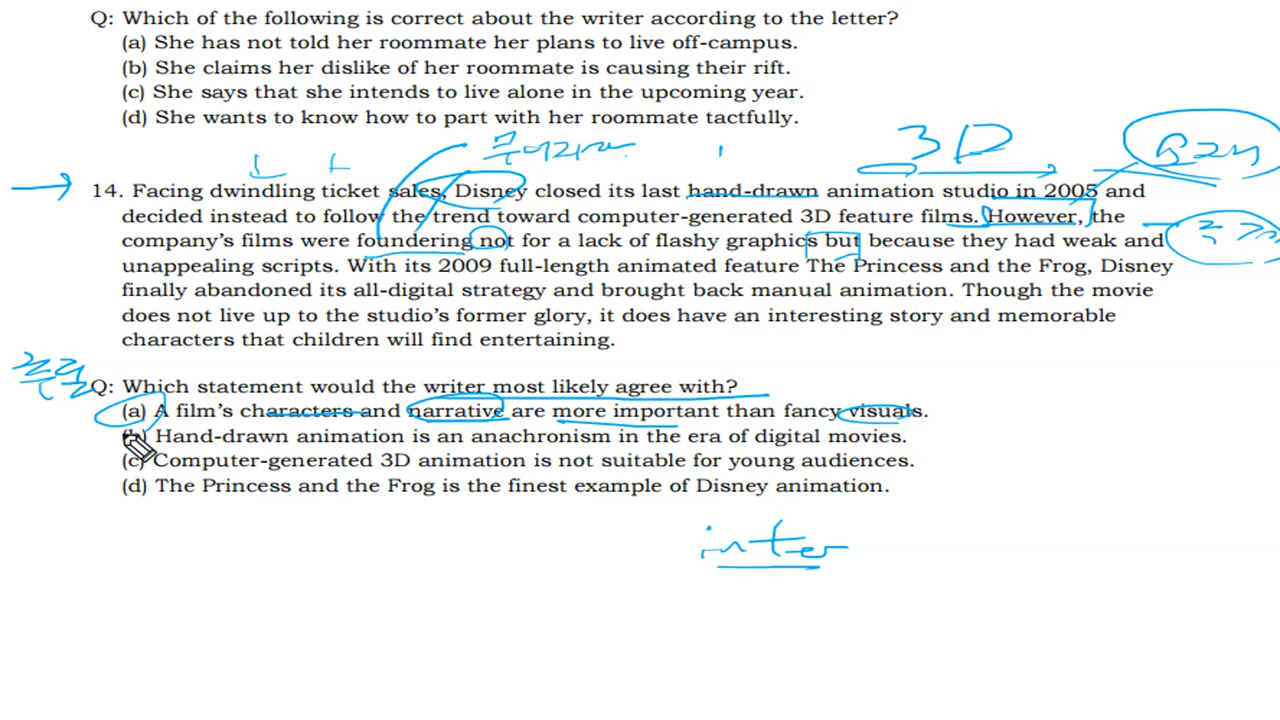 Q: Which of the following is correct about the writer according to the letter?
(a) She has not told her roommate her plans to live off-campus.
(b) She claims her dislike of her roommate is causing their rift.
(c) She says that she intends to live alone in the upcoming year.
(d) She wants to know how to part with her roommate tactfully.
3D
14. Facing dwindling ticket sales, Disney closed its last hand-drawn animation studio in 2005 and
decided instead to follow the trend toward computer-generated 3D feature films. However, the
company's films were foundering not for a lack of flashy graphics but because they had weak and
unappealing scripts. With its 2009 full-length animated feature The Princess and the Frog, Disney
finally abandoned its all-digital strategy and brought back manual animation. Though the movie
does not live up to the studio's former glory, it does have an interesting story and memorable
characters that children will find entertaining.
Q: Which statement would the writer most likely agree with?
(a) A film's characters and narrative are more important than fancy visuals.
(b) Hand-drawn animation is an anachronism in the era of digital movies.
(c) Computer-generated 3D animation is not suitable for young audiences.
(d) The Princess and the Frog is the finest example of Disney animation.
inter